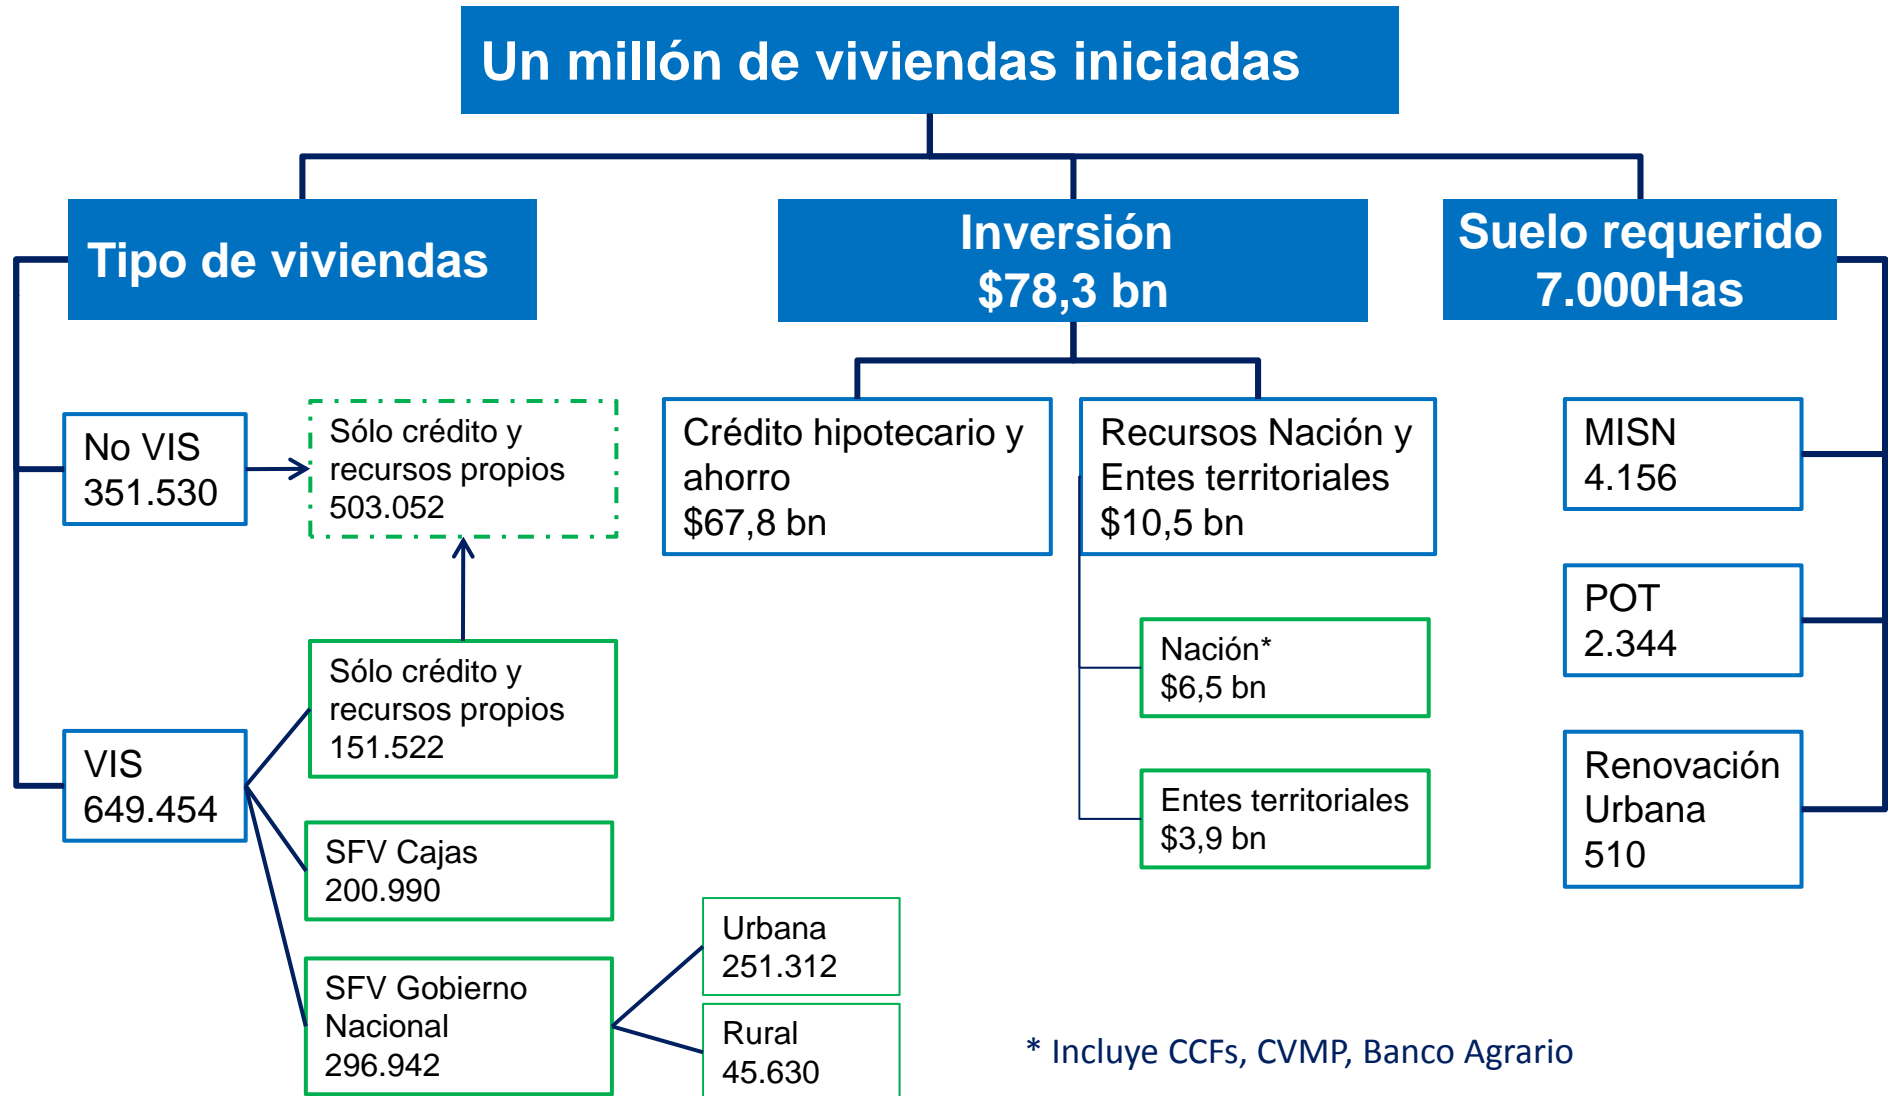 Un millón de viviendas iniciadas
Tipo de viviendas
Inversión
$78,3 bn
Suelo requerido
7.000Has
No VIS
351.530
Sólo crédito y
recursos propios
503.052
VIS
649.454
Sólo crédito y
recursos propios
151.522
SFV Cajas
200.990
SFV Gobierno
Nacional
296.942
Urbana
251.312
Rural
45.630
Crédito hipotecario y
ahorro
$67,8 bn
Recursos Nación y
Entes territoriales
$10,5 bn
Nación*
$6,5 bn
Entes territoriales
$3,9 bn
MISN
4.156
POT
2.344
Renovación
Urbana
510
* Incluye CCFs, CVMP, Banco Agrario